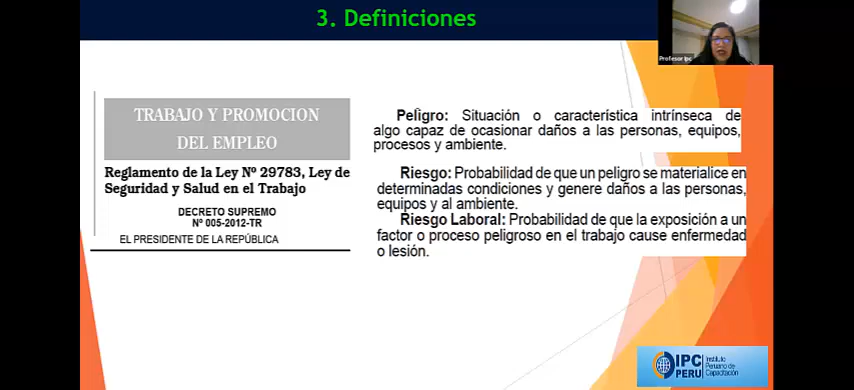 3. Definiciones
Profesor Ipc
TRABAJO Y PROMOCION
DEL EMPLEO
Reglamento de la Ley Nº 29783, Ley de
Seguridad y Salud en el Trabajo
DECRETO SUPREMO
Nº 005-2012-TR
EL PRESIDENTE DE LA REPÚBLICA
Peligro: Situación o característica intrínseca de
algo capaz de ocasionar daños a las personas, equipos,
procesos y ambiente.
Riesgo: Probabilidad de que un peligro se materialice en
determinadas condiciones y genere daños a las personas,
equipos y al ambiente.
Riesgo Laboral: Probabilidad de que la exposición a un
factor o proceso peligroso en el trabajo cause enfermedad
o lesión.
IPC
PERU
Instituto
Peruano de
Capacitación